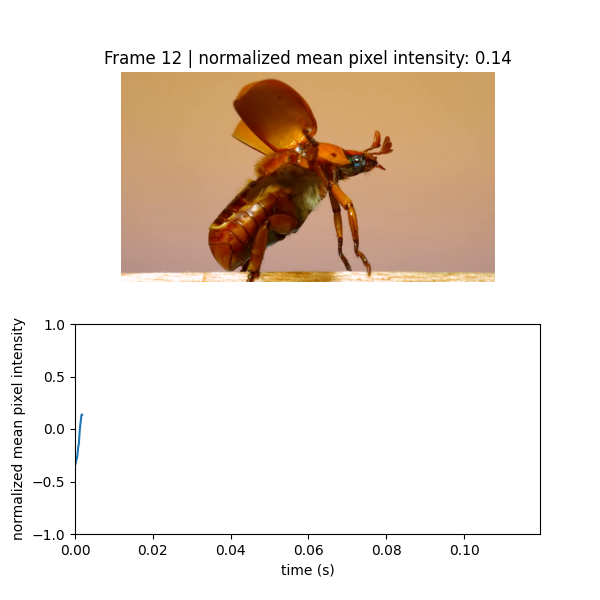 Frame 12 | normalized mean pixel intensity: 0.14
normalized mean pixel intensity
1.0
0.5
0.0
−0.5
−1.0
0.00 0.02 0.04 0.06 0.08 0.10
time (s)